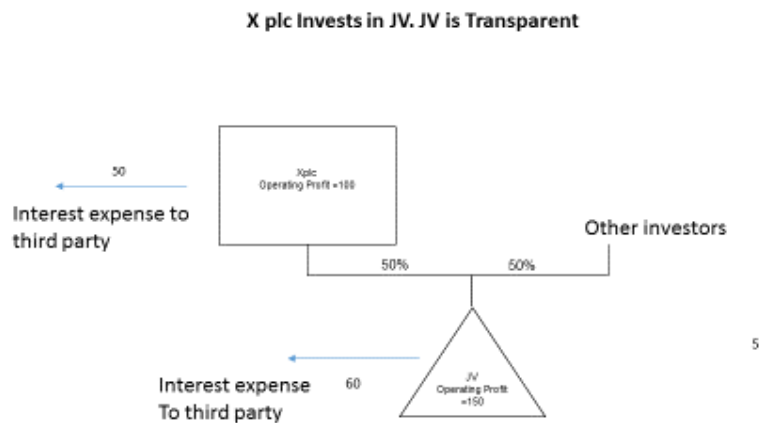 X plc Invests in JV. JV is Transparent
50
Xplc
Operating Profit =100
Interest expense to
third party
Other investors
50%
50%
5
Interest expense
To third party
60
JV
Operating Profit
=150